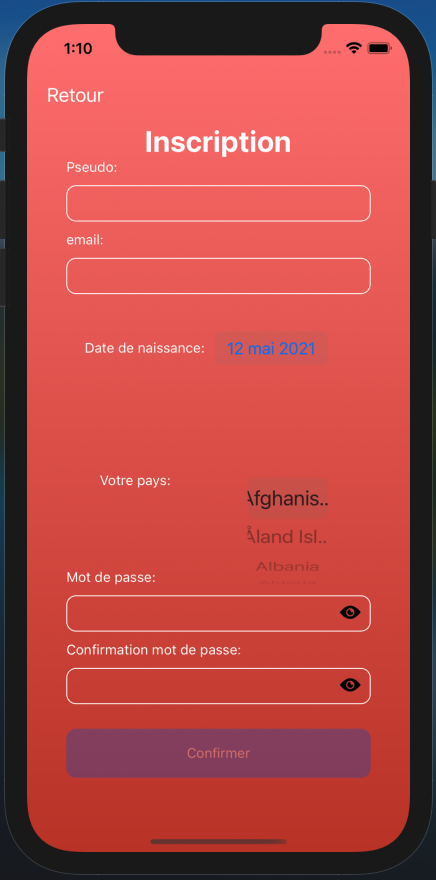 1:10
Retour
Inscription
Pseudo:
email:
Date de naissance: 12 mai 2021
Votre pays:
Afghanis..
Åland Isl..
Albania
Mot de passe:
Confirmation mot de passe:
Confirmer